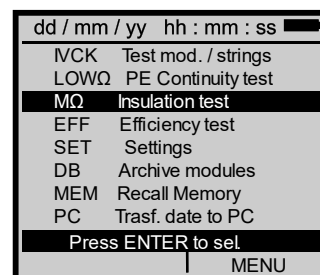 dd / mm / yy hh : mm : ss
IVCK Test mod. / strings
LOWΩ PE Continuity test
MΩ Insulation test
EFF Efficiency test
SET Settings
DB Archive modules
MEM Recall Memory
PC Trasf. date to PC
Press ENTER to sel.
MENU